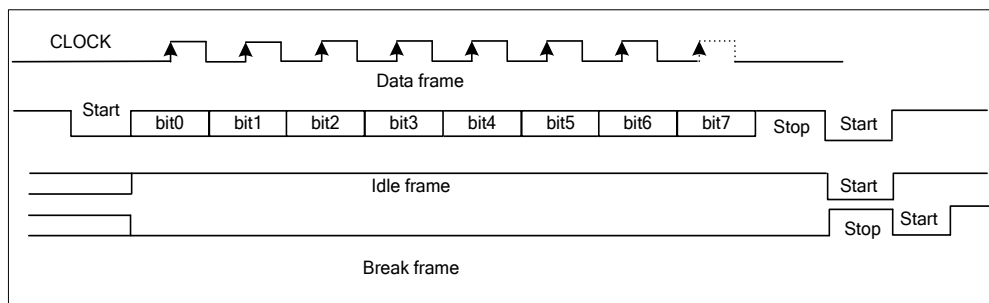 CLOCK
Data frame
Start bit0 bit1 bit2 bit3 bit4 bit5 bit6 bit7 Stop Start
Idle frame Start
Stop Start
Break frame